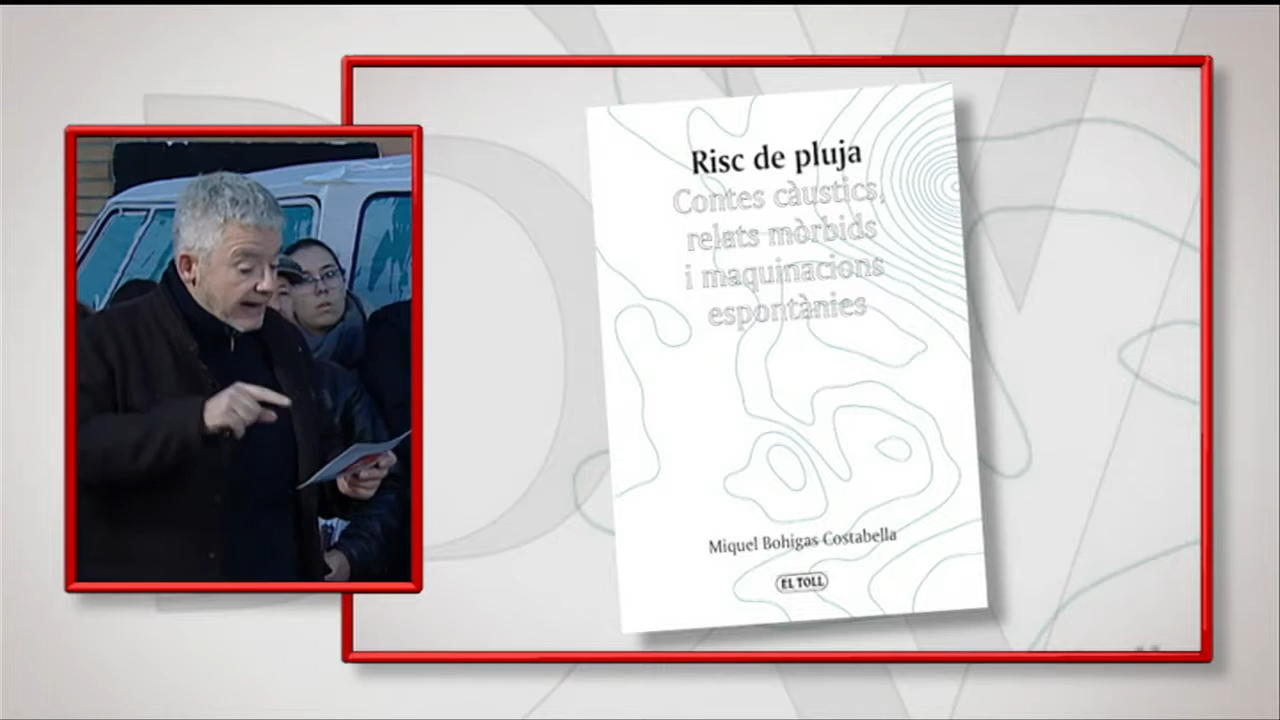 Risc de pluja
Contes càustics,
relats mòrbids
i maquinacions
espontànies
Miquel Bohigas Costabella
EL TOLL